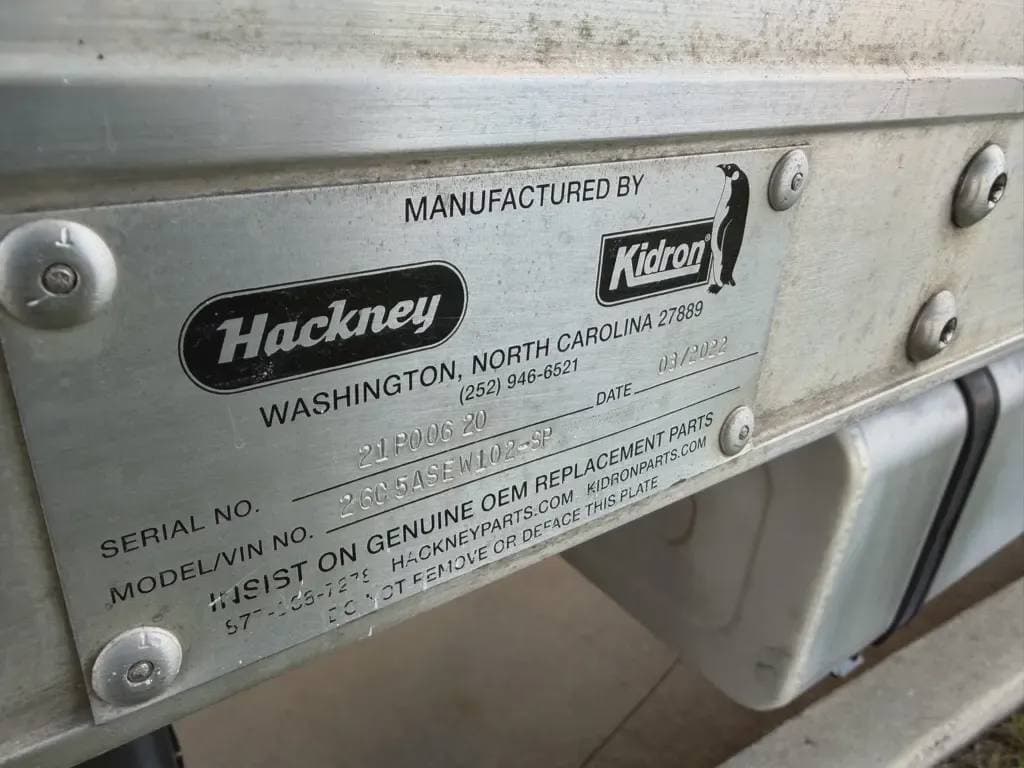 MANUFACTURED BY
Hackney
Kidron®
WASHINGTON, NORTH CAROLINA 27889
(252) 946-6521
SERIAL NO. 21P00620 DATE 03/2022
MODEL/VIN NO. 26C5ASEW102-SP
INSIST ON GENUINE OEM REPLACEMENT PARTS
HACKNEYPARTS.COM KIDRONPARTS.COM
DO NOT REMOVE OR DEFACE THIS PLATE